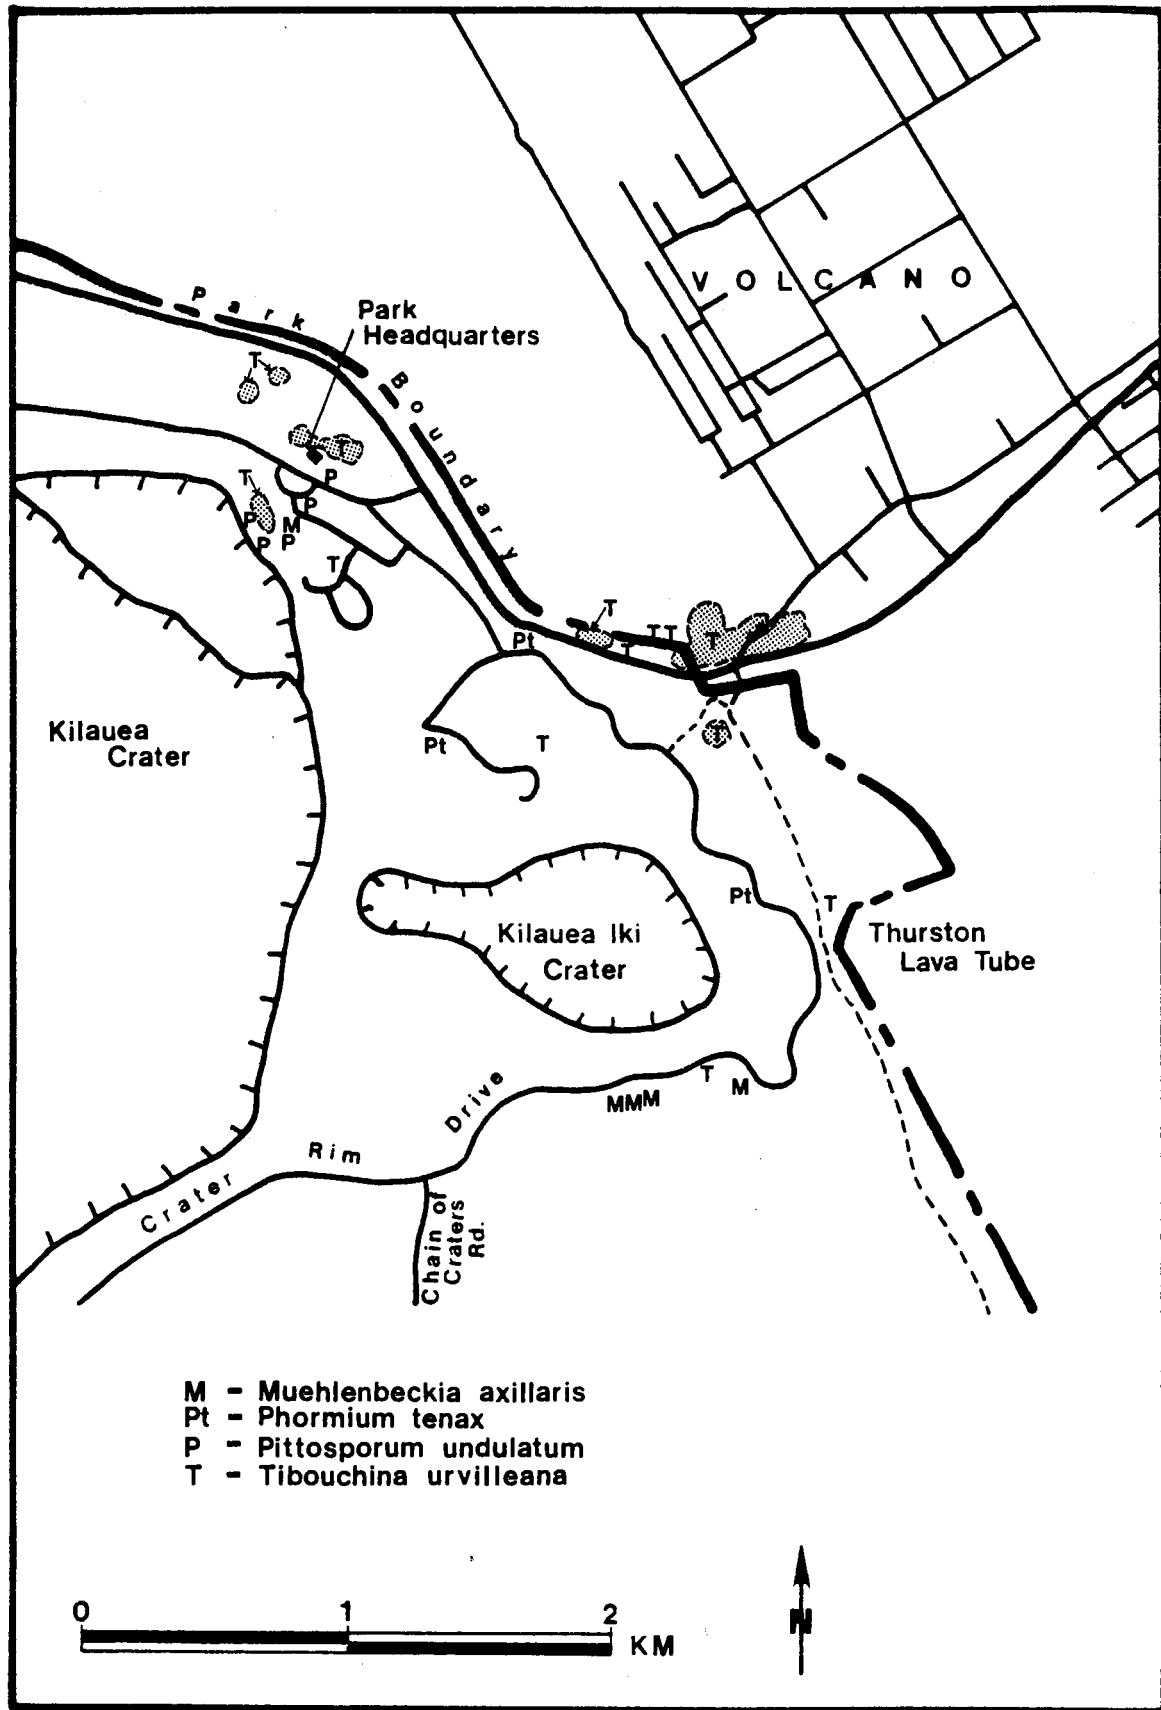 VOLCANO
Park Boundary
Park
Headquarters
T
T
P
T
P
P
M
P
P
T
T
T T
T
T
Pt
T
Pt
T
Kilauea
Crater
Pt
T
Kilauea Iki
Crater
Thurston
Lava Tube
T
M
MMM
Crater Rim Drive
Chain of
Craters
Rd.
M - Muehlenbeckia axillaris
Pt - Phormium tenax
P - Pittosporum undulatum
T - Tibouchina urvilleana
0 1 2
KM
N